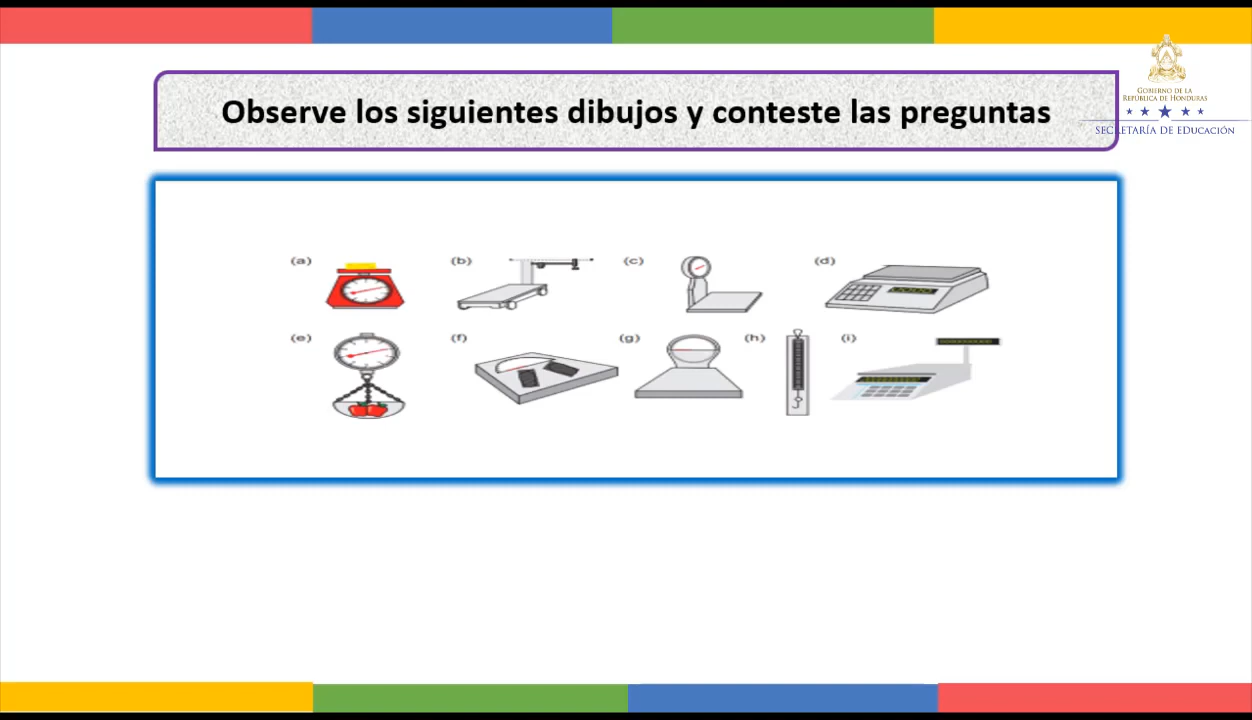 Observe los siguientes dibujos y conteste las preguntas
GOBIERNO DE LA
REPÚBLICA DE HONDURAS
SECRETARÍA DE EDUCACIÓN
(a)
(b)
(c)
(d)
(e)
(f)
(g)
(h)
(i)